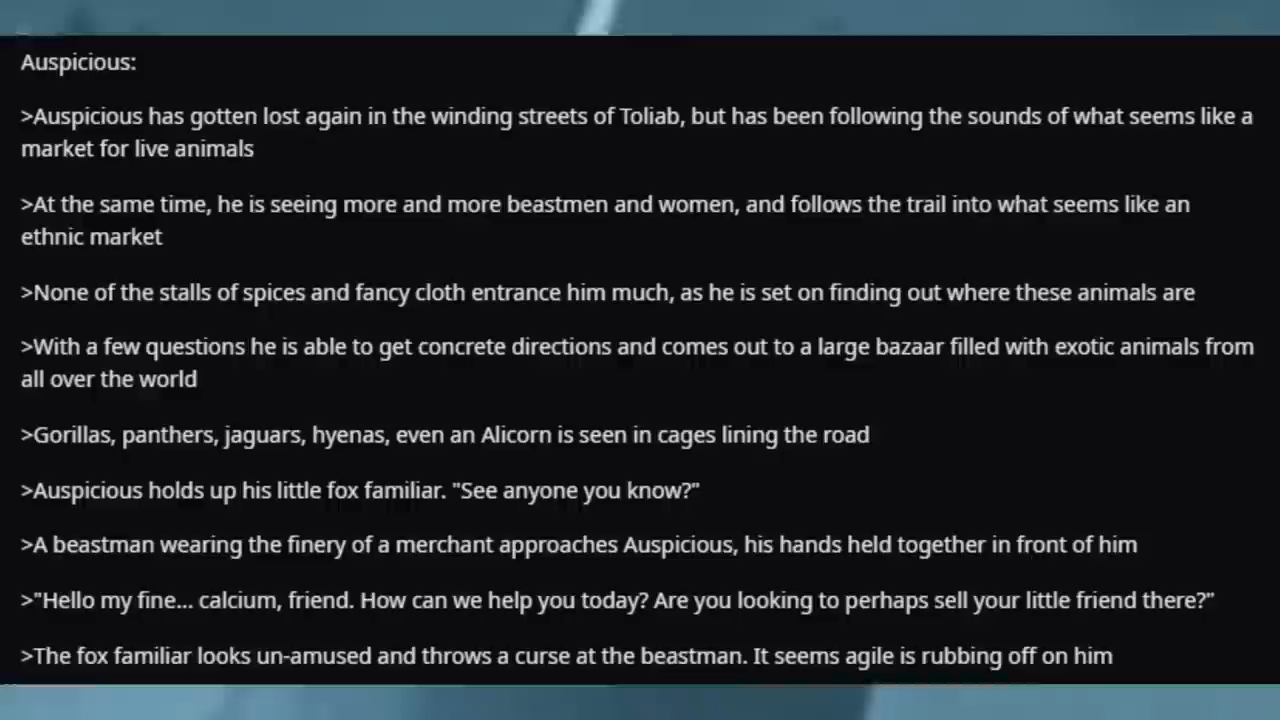 Auspicious:
>Auspicious has gotten lost again in the winding streets of Toliab, but has been following the sounds of what seems like a
market for live animals
>At the same time, he is seeing more and more beastmen and women, and follows the trail into what seems like an
ethnic market
>None of the stalls of spices and fancy cloth entrance him much, as he is set on finding out where these animals are
>With a few questions he is able to get concrete directions and comes out to a large bazaar filled with exotic animals from
all over the world
>Gorillas, panthers, jaguars, hyenas, even an Alicorn is seen in cages lining the road
>Auspicious holds up his little fox familiar. "See anyone you know?"
>A beastman wearing the finery of a merchant approaches Auspicious, his hands held together in front of him
>"Hello my fine... calcium, friend. How can we help you today? Are you looking to perhaps sell your little friend there?"
>The fox familiar looks un-amused and throws a curse at the beastman. It seems agile is rubbing off on him